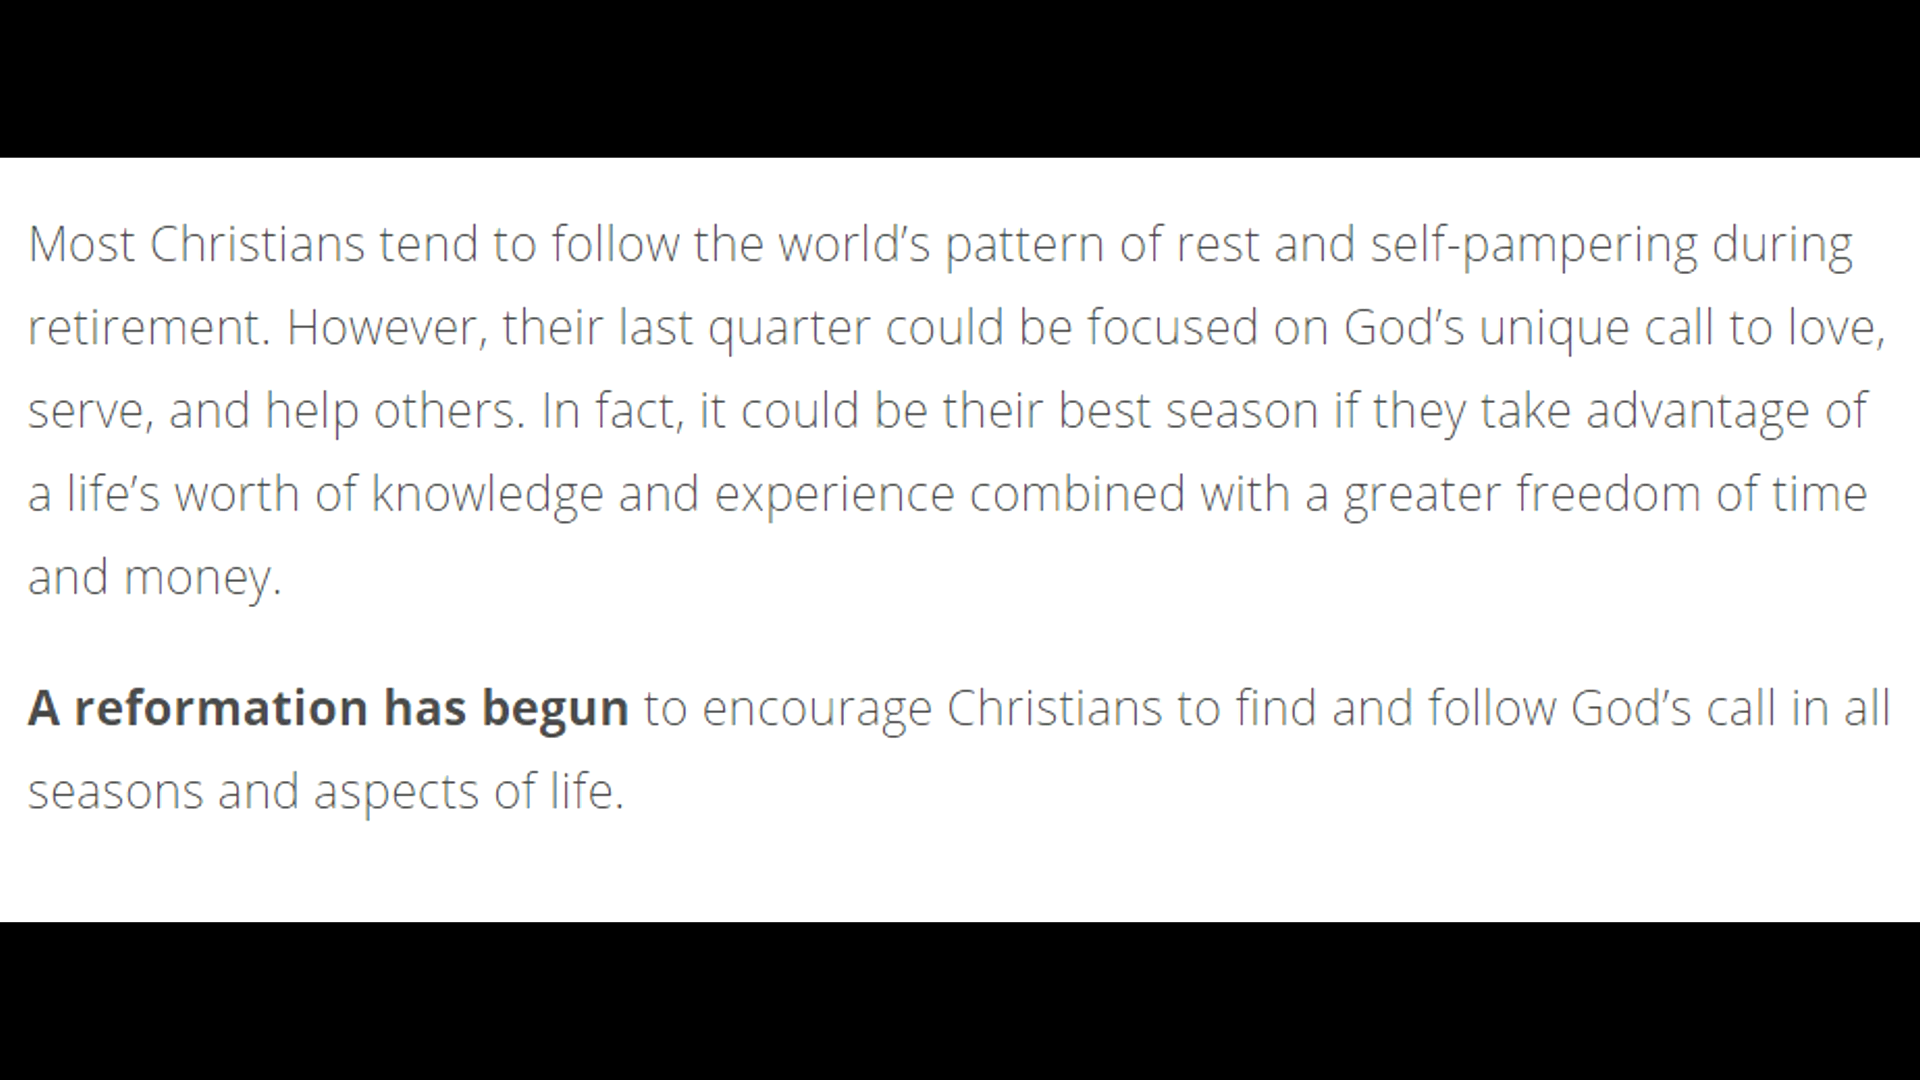 Most Christians tend to follow the world’s pattern of rest and self-pampering during
retirement. However, their last quarter could be focused on God’s unique call to love,
serve, and help others. In fact, it could be their best season if they take advantage of
a life’s worth of knowledge and experience combined with a greater freedom of time
and money.
A reformation has begun to encourage Christians to find and follow God’s call in all
seasons and aspects of life.